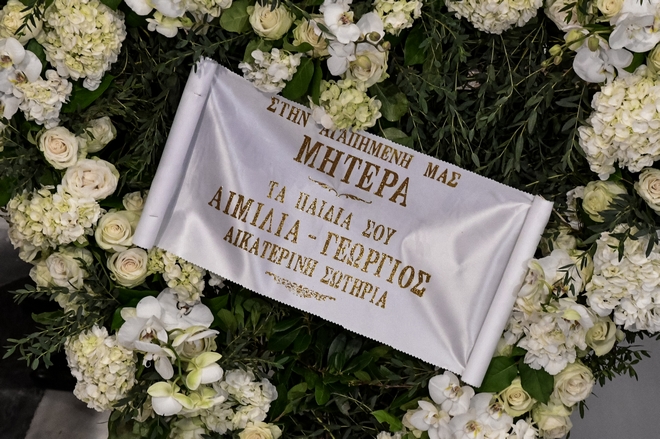 ΣΤΗΝ ΑΓΑΠΗΜΕΝΗ ΜΑΣ
ΜΗΤΕΡΑ
ΤΑ ΠΑΙΔΙΑ ΣΟΥ
ΑΙΜΙΛΙΑ - ΓΕΩΡΓΙΟΣ
ΑΙΚΑΤΕΡΙΝΗ ΣΩΤΗΡΙΑ